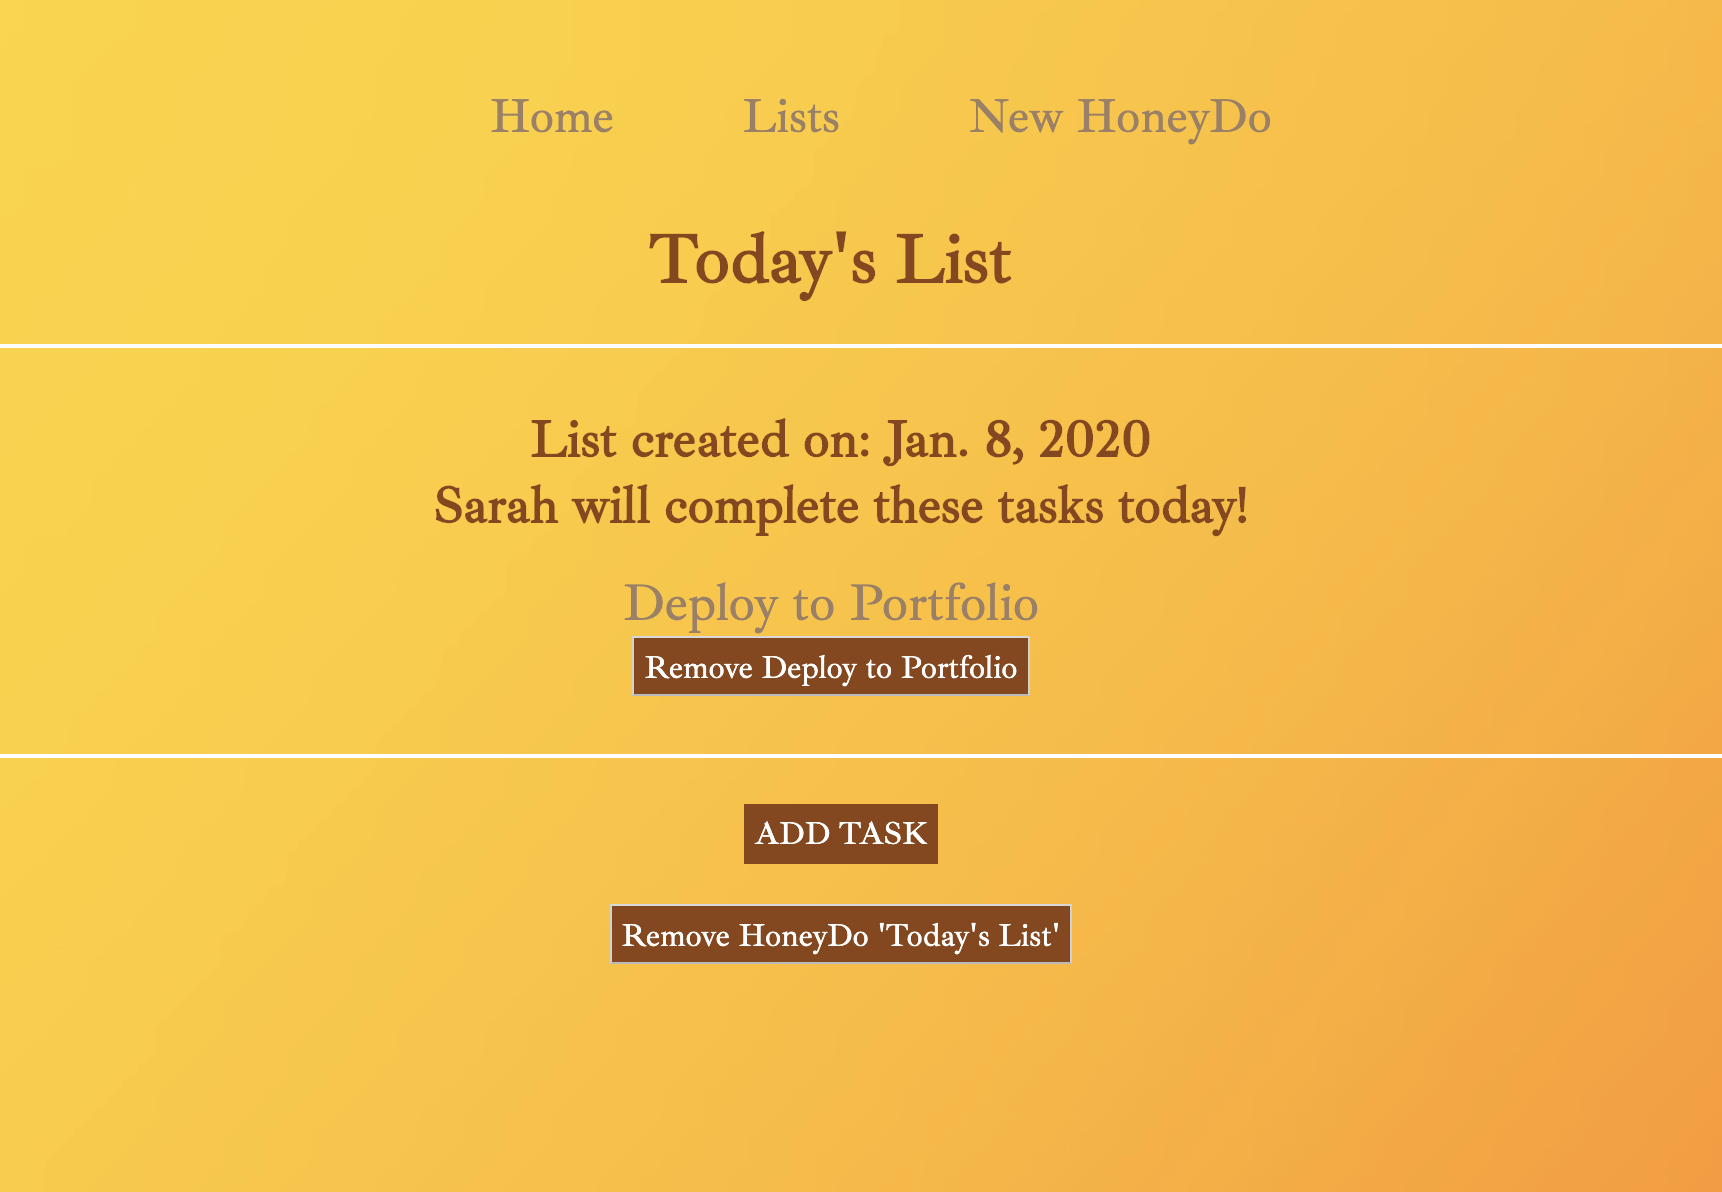 Home Lists New HoneyDo
Today's List
List created on: Jan. 8, 2020
Sarah will complete these tasks today!
Deploy to Portfolio
Remove Deploy to Portfolio
ADD TASK
Remove HoneyDo 'Today's List'